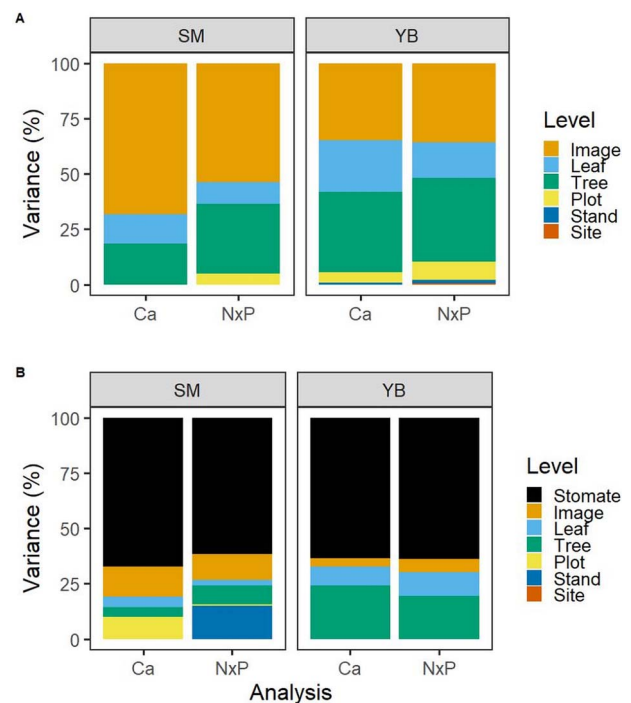 A
SM YB
100
75
50
25
0
Variance (%)
Ca NxP Ca NxP
Level
Image
Leaf
Tree
Plot
Stand
Site
B
SM YB
100
75
50
25
0
Variance (%)
Ca NxP Ca NxP
Analysis
Level
Stomate
Image
Leaf
Tree
Plot
Stand
Site